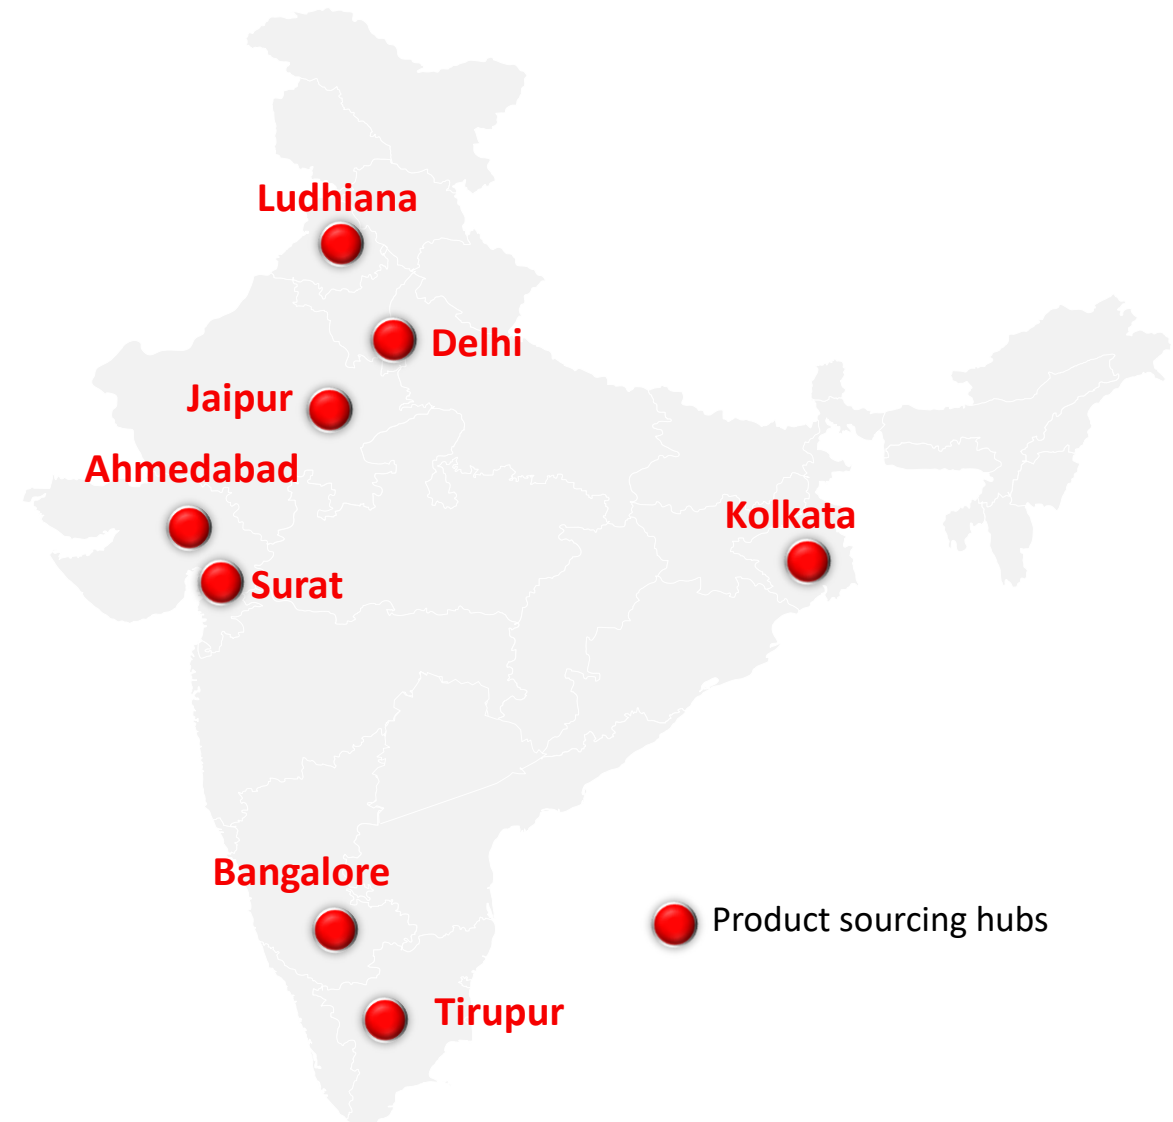 Ludhiana
Delhi
Jaipur
Ahmedabad
Kolkata
Surat
Bangalore
Product sourcing hubs
Tirupur